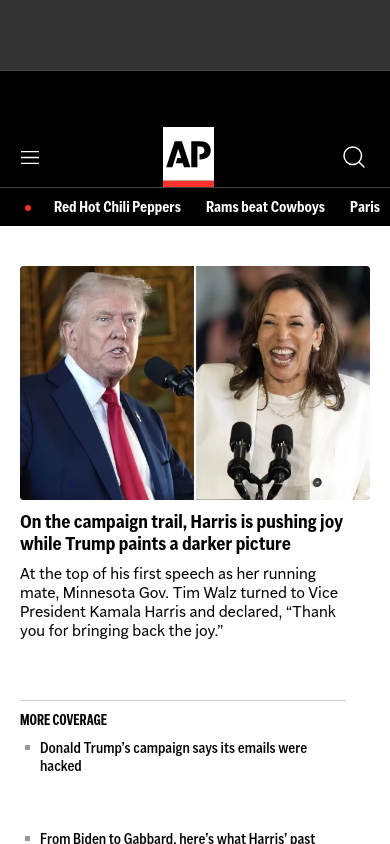 AP
Red Hot Chili Peppers Rams beat Cowboys Paris
On the campaign trail, Harris is pushing joy
while Trump paints a darker picture
At the top of his first speech as her running
mate, Minnesota Gov. Tim Walz turned to Vice
President Kamala Harris and declared, “Thank
you for bringing back the joy.”
MORE COVERAGE
Donald Trump’s campaign says its emails were
hacked
From Biden to Gabbard, here’s what Harris’ past